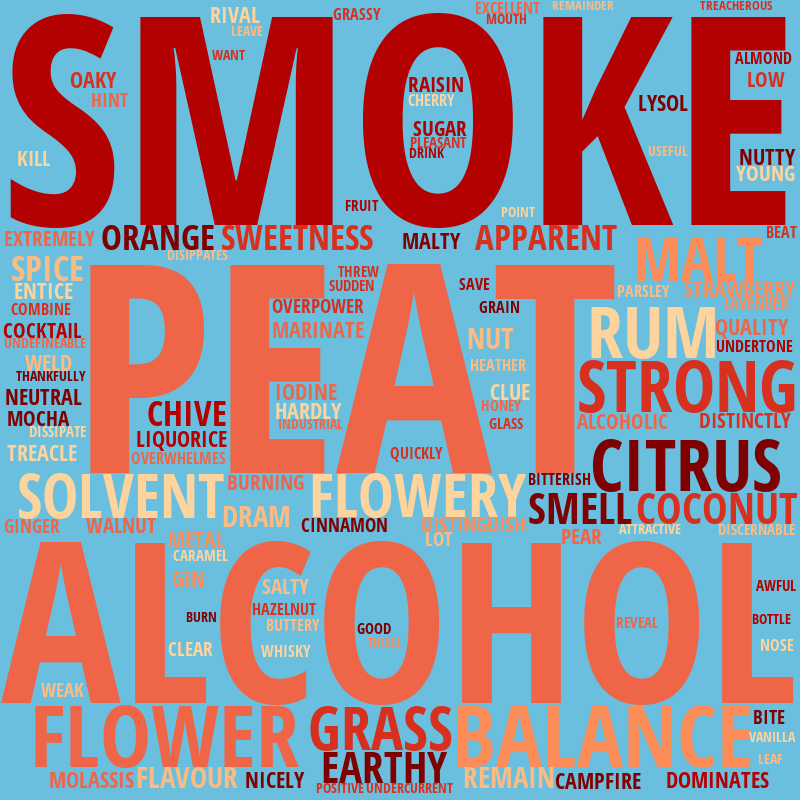 SMOKE
RIVAL
LEAVE
GRASSY
EXCELLENT
MOUTH
REMAINDER
TREACHEROUS
WANT
OAKY
HINT
RAISIN
CHERRY
SUGAR
PLEASANT
DRINK
LYSOL
ALMOND
LOW
KILL
USEFUL
NUTTY
YOUNG
FRUIT
POINT
EXTREMELY
ORANGE
SWEETNESS
MALTY
APPARENT
BEAT
DISIPPATES
SPICE
ENTICE
COMBINE
COCKTAIL
UNDEFINEABLE
WELD
THANKFULLY
NEUTRAL
MOCHA
DISSIPATE
TREACLE
PEAT
THREW
SUDDEN
OVERPOWER
MARINATE
SAVE
GRAIN
NUT
HEATHER
CLUE
HONEY
GLASS
IODINE
HARDLY
INDUSTRIAL
QUICKLY
CHIVE
LIQUORICE
OVERWHELMES
MALT
PARSLEY
STRAWBERRY
LAVENDER
RUM
QUALITY
UNDERTONE
STRONG
ALCOHOLIC
DISTINCTLY
CITRUS
BITTERISH
SMELL
COCONUT
SOLVENT
BURNING
FLOWERY
DRAM
CINNAMON
DISTINGUISH
LOT
GINGER
WALNUT
METAL
CARAMEL
PEAR
ATTRACTIVE
DISCERNABLE
ALCOHOL
GIN
SALTY
HAZELNUT
BUTTERY
BURN
GOOD
CLEAR
WHISKY
WEAK
REVEAL
AWFUL
BOTTLE
NOSE
FLOWER
GRASS
BALANCE
BITE
VANILLA
LEAF
EARTHY
MOLASSIS
FLAVOUR
NICELY
POSITIVE
UNDERCURRENT
REMAIN
CAMPFIRE
DOMINATES